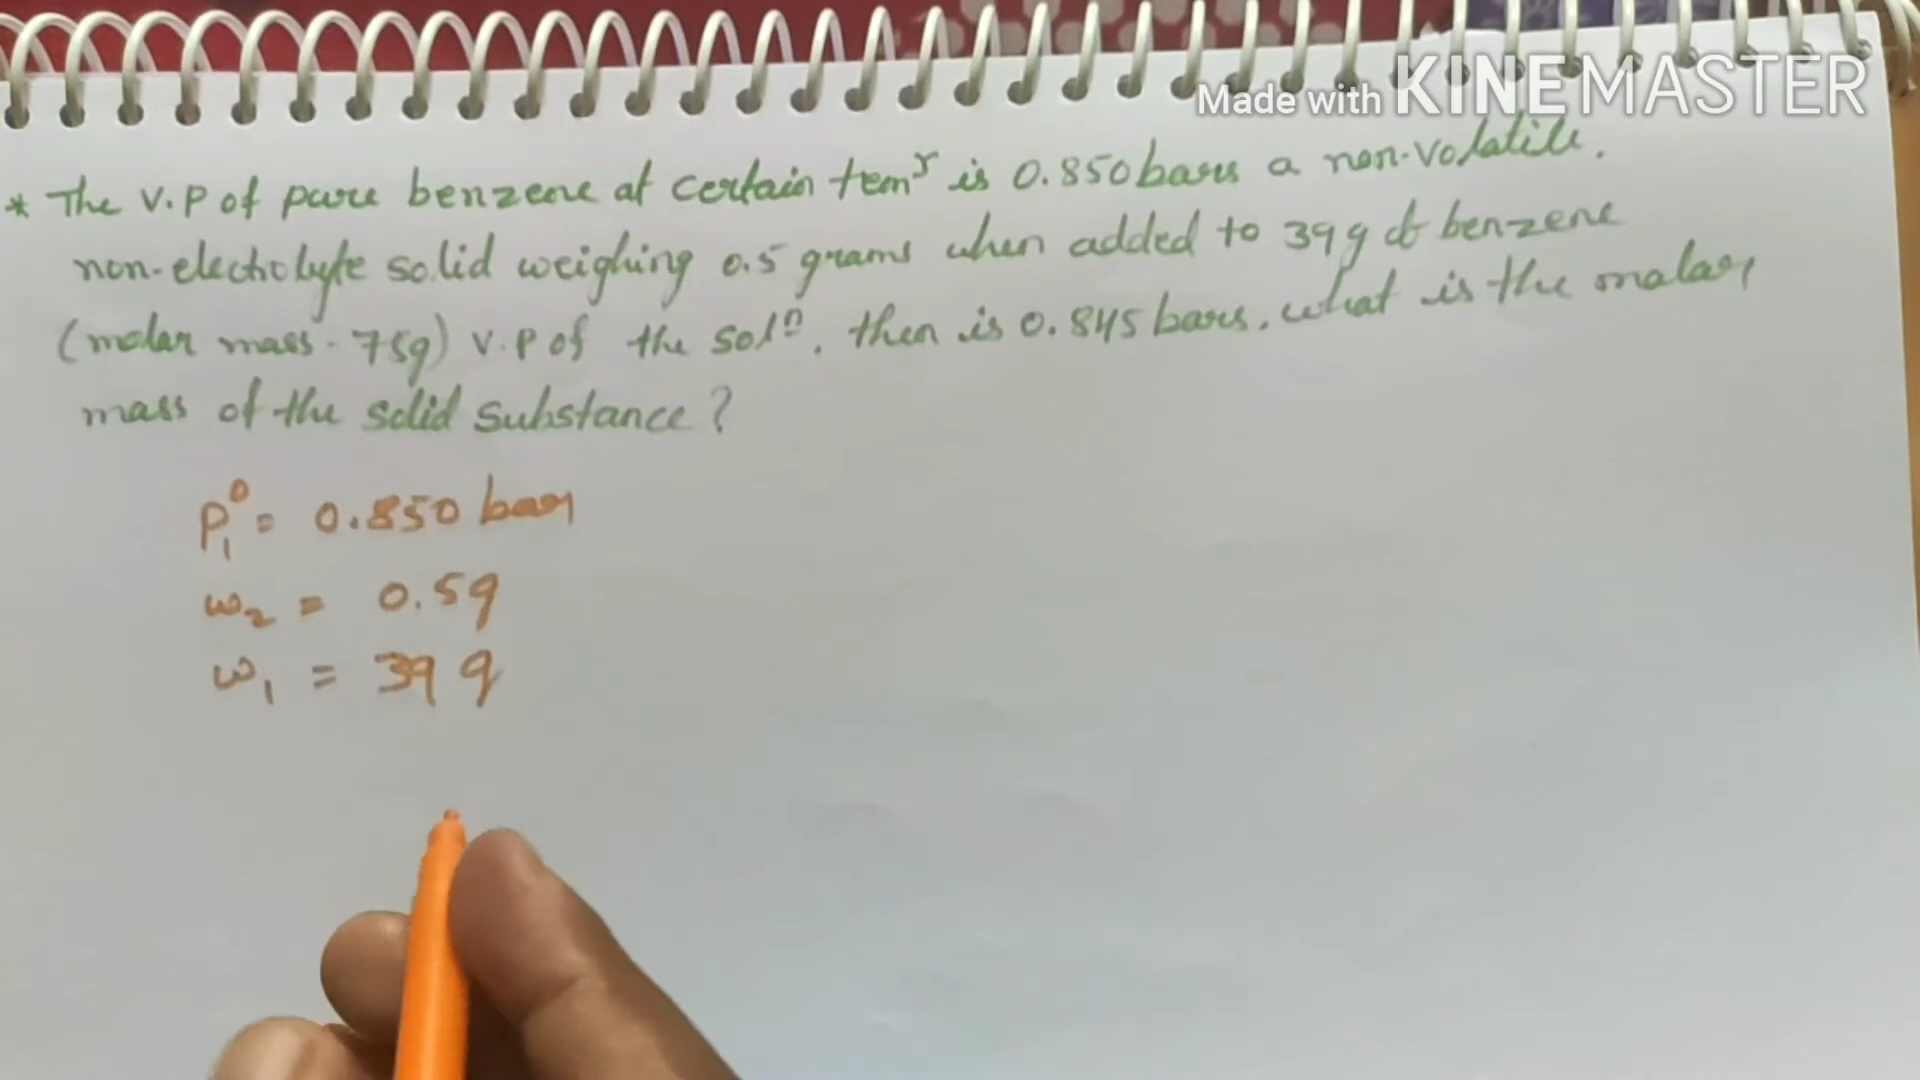 Made with KINEMASTER
* The V.P of pure benzene at certain temr is 0.850 bars a non-volatile.
non-electrolyte solid weighing 0.5 grams when added to 39 g of benzene
(molar mass - 78g) V.P of the solⁿ. then is 0.845 bars. what is the molar
mass of the solid substance?
P₁⁰ = 0.850 bar
w₂ = 0.5g
w₁ = 39 g